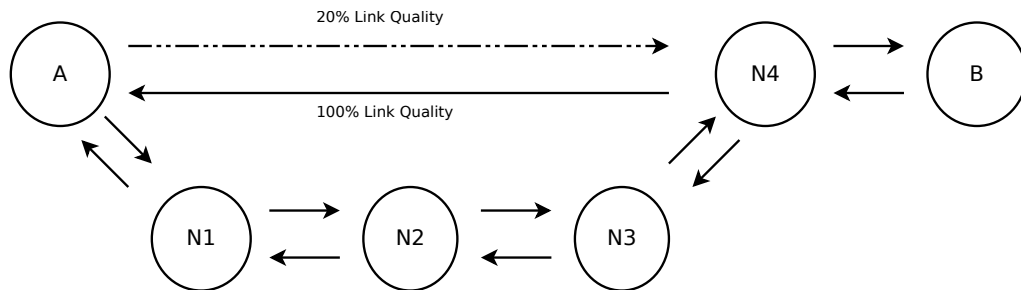 20% Link Quality
A
N4
B
100% Link Quality
N1
N2
N3